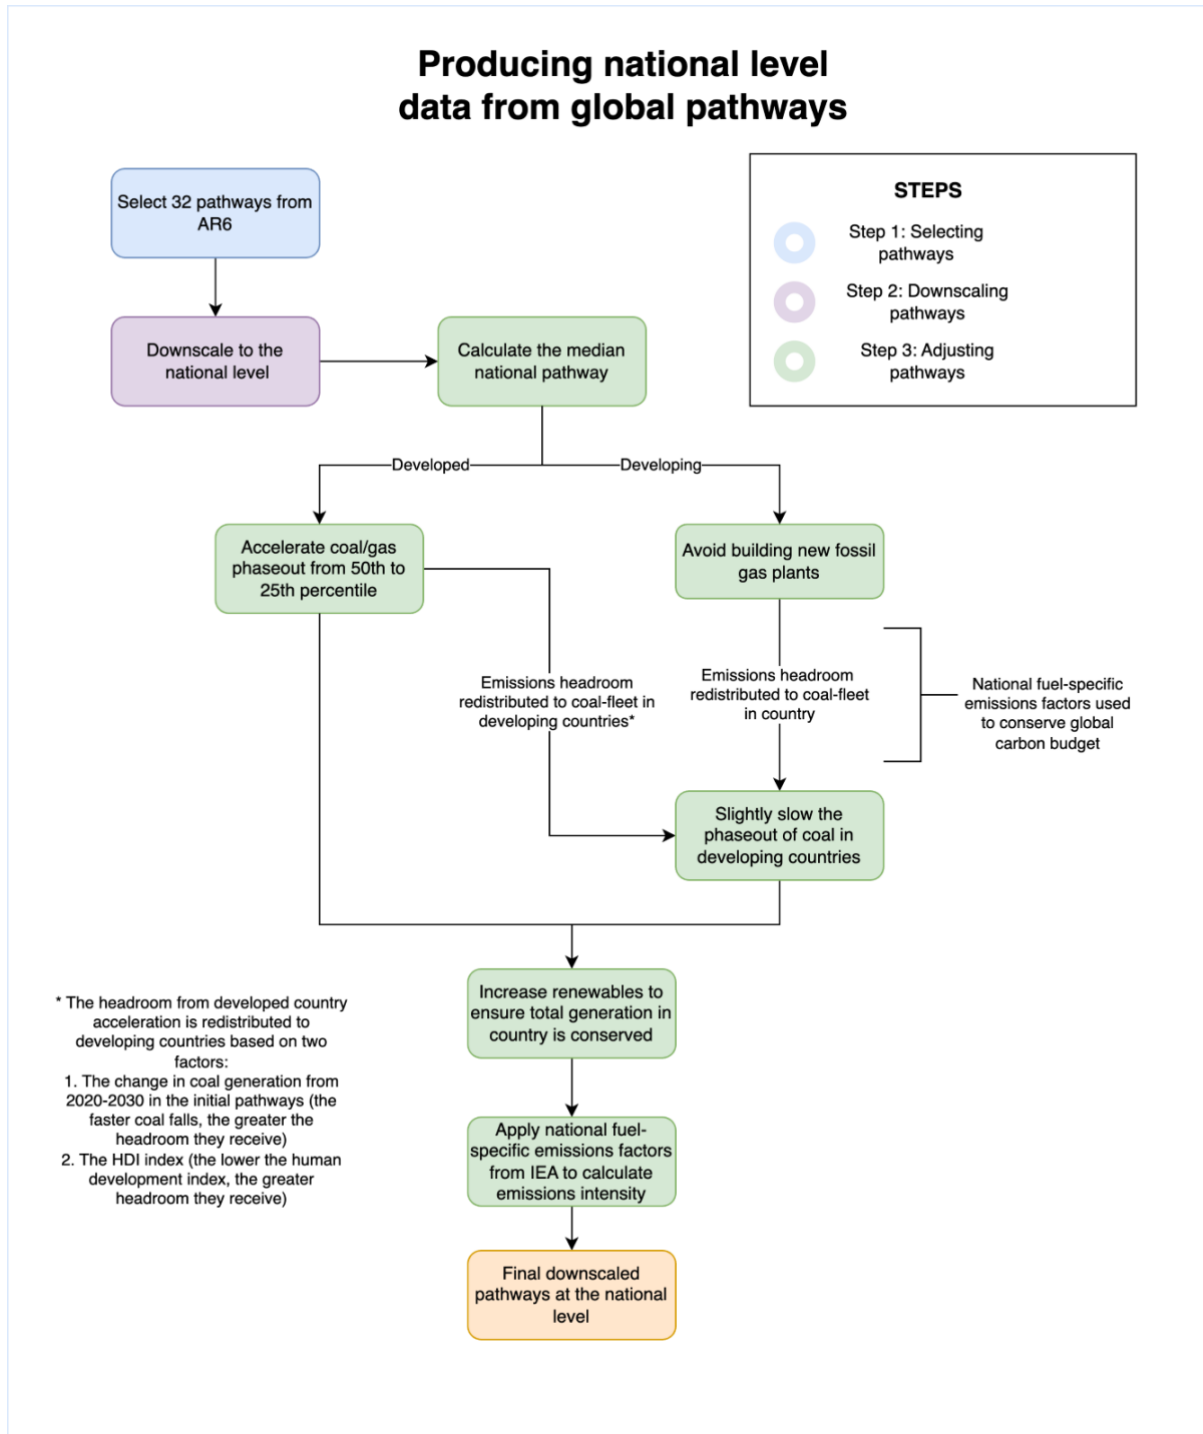 Producing national level
data from global pathways
STEPS
Step 1: Selecting
pathways
Step 2: Downscaling
pathways
Step 3: Adjusting
pathways
Select 32 pathways from
AR6
Downscale to the
national level
Calculate the median
national pathway
Developed
Developing
Accelerate coal/gas
phaseout from 50th to
25th percentile
Avoid building new fossil
gas plants
Emissions headroom
redistributed to coal-fleet in
developing countries*
Emissions headroom
redistributed to coal-fleet
in country
National fuel-specific
emissions factors used
to conserve global
carbon budget
Slightly slow the
phaseout of coal in
developing countries
Increase renewables to
ensure total generation in
country is conserved
* The headroom from developed country
acceleration is redistributed to
developing countries based on two
factors:
1. The change in coal generation from
2020-2030 in the initial pathways (the
faster coal falls, the greater the
headroom they receive)
2. The HDI index (the lower the human
development index, the greater
headroom they receive)
Apply national fuel-
specific emissions factors
from IEA to calculate
emissions intensity
Final downscaled
pathways at the national
level